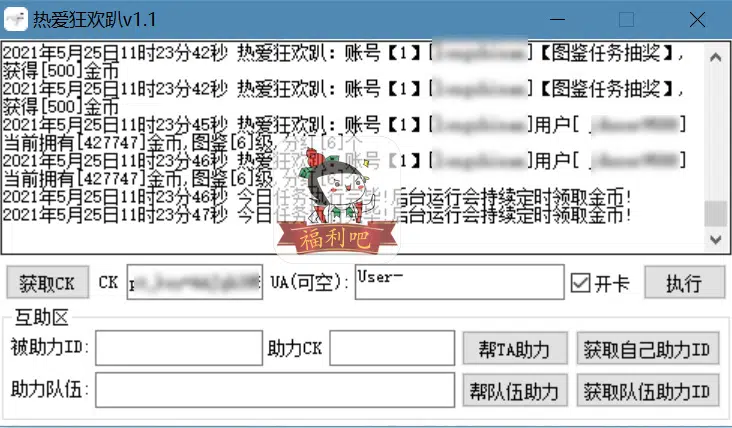 热爱狂欢趴v1.1
2021年5月25日11时23分42秒 热爱狂欢趴：账号【1】[]【图鉴任务抽奖】,
获得[500]金币
2021年5月25日11时23分42秒 热爱狂欢趴：账号【1】[]【图鉴任务抽奖】,
获得[500]金币
2021年5月25日11时23分45秒 热爱狂欢趴：账号【1】[]用户[]
当前拥有[427747]金币,图鉴[6]级,分红[6]个
2021年5月25日11时23分46秒 热爱狂欢趴：账号【1】[]用户[]
当前拥有[427747]金币,图鉴[6]级,分红
2021年5月25日11时23分46秒 今日任务执行完毕!后台运行会持续定时领取金币!
2021年5月25日11时23分47秒 今日任务执行完毕!后台运行会持续定时领取金币!
福利吧
获取CK CK UA(可空): User- 开卡 执行
互助区
被助力ID: 助力CK 帮TA助力 获取自己助力ID
助力队伍: 帮队伍助力 获取队伍助力ID